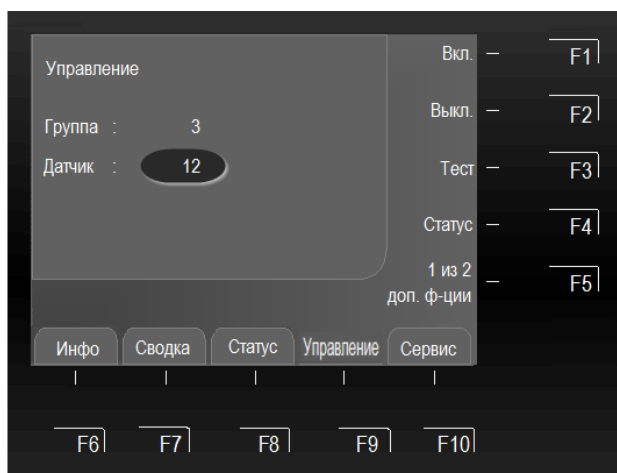 Управление
Группа : 3
Датчик : 12
Вкл. – F1
Выкл. – F2
Тест – F3
Статус – F4
1 из 2
доп. ф-ции – F5
Инфо Сводка Статус Управление Сервис
F6 F7 F8 F9 F10